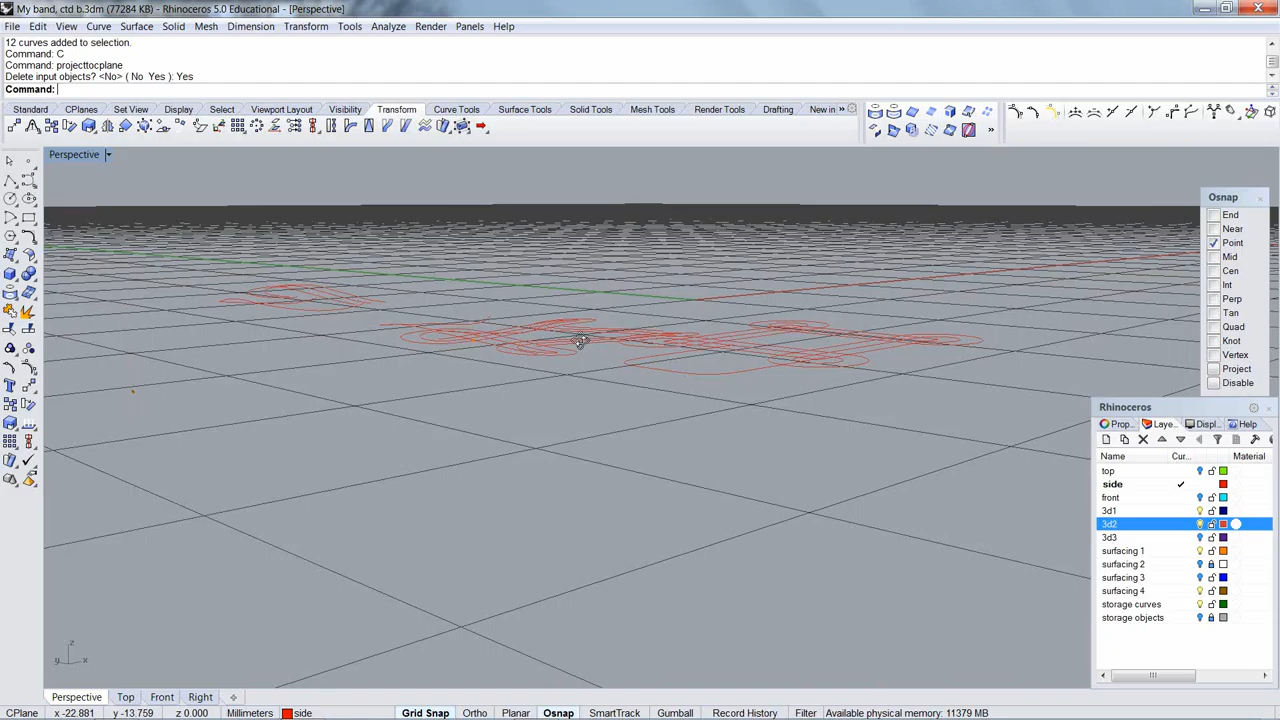 My band, ctd b.3dm (77284 KB) - Rhinoceros 5.0 Educational - [Perspective]
File Edit View Curve Surface Solid Mesh Dimension Transform Tools Analyze Render Panels Help
12 curves added to selection.
Command: C
Command: projecttocplane
Delete input objects? <No> ( No Yes ): Yes
Command:
Standard CPlanes Set View Display Select Viewport Layout Visibility Transform Curve Tools Surface Tools Solid Tools Mesh Tools Render Tools Drafting New in »
Perspective
Osnap
End
Near
Point
Mid
Cen
Int
Perp
Tan
Quad
Knot
Vertex
Project
Disable
Rhinoceros
Prop... Laye... Displ... Help
Name Cur... Material
top
side
front
3d1
3d2
3d3
surfacing 1
surfacing 2
surfacing 3
surfacing 4
storage curves
storage objects
z
y x
Perspective Top Front Right
CPlane x -22.881 y -13.759 z 0.000 Millimeters side Grid Snap Ortho Planar Osnap SmartTrack Gumball Record History Filter Available physical memory: 11379 MB